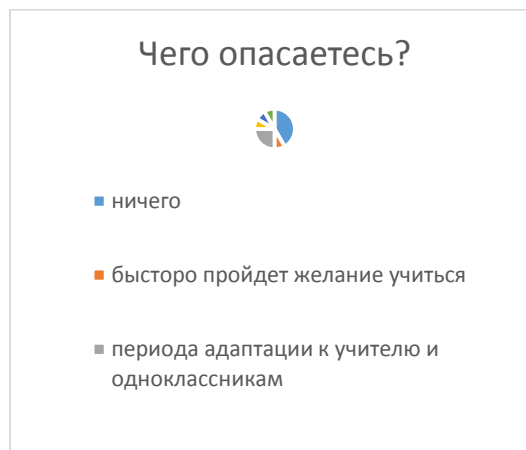 Чего опасаетесь?
ничего
бысторо пройдет желание учиться
периода адаптации к учителю и
одноклассникам